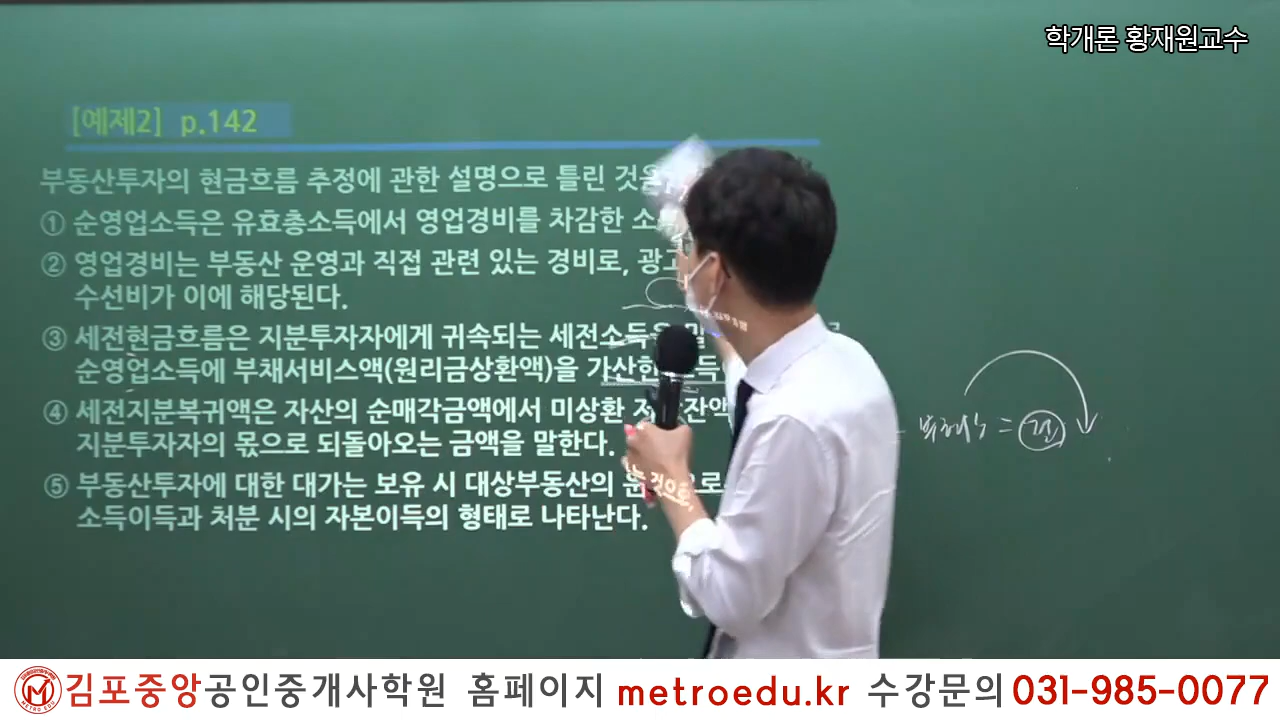 학개론 황재원교수
[예제2] p.142
부동산투자의 현금흐름 추정에 관한 설명으로 틀린 것은
① 순영업소득은 유효총소득에서 영업경비를 차감한
② 영업경비는 부동산 운영과 직접 관련 있는 경비로,
수선비가 이에 해당된다.
③ 세전현금흐름은 지분투자자에게 귀속되는 세전소득을
순영업소득에 부채서비스액(원리금상환액)을 가산한
④ 세전지분복귀액은 자산의 순매각금액에서 미상환
지분투자자의 몫으로 되돌아오는 금액을 말한다.
⑤ 부동산투자에 대한 대가는 보유 시 대상부동산의
소득이득과 처분 시의 자본이득의 형태로 나타난다.
METRO EDU
김포중앙공인중개사학원 홈페이지 metroedu.kr 수강문의 031-985-0077